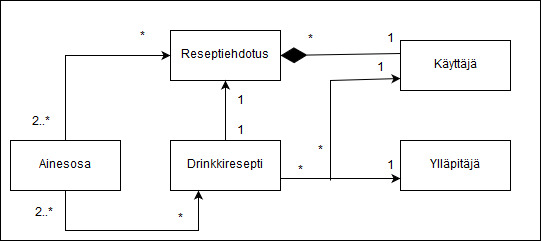 * Reseptiehdotus * 1 Käyttäjä
1
1
2..* 1 *
Ainesosa Drinkkiresepti * 1 Ylläpitäjä
2..* *